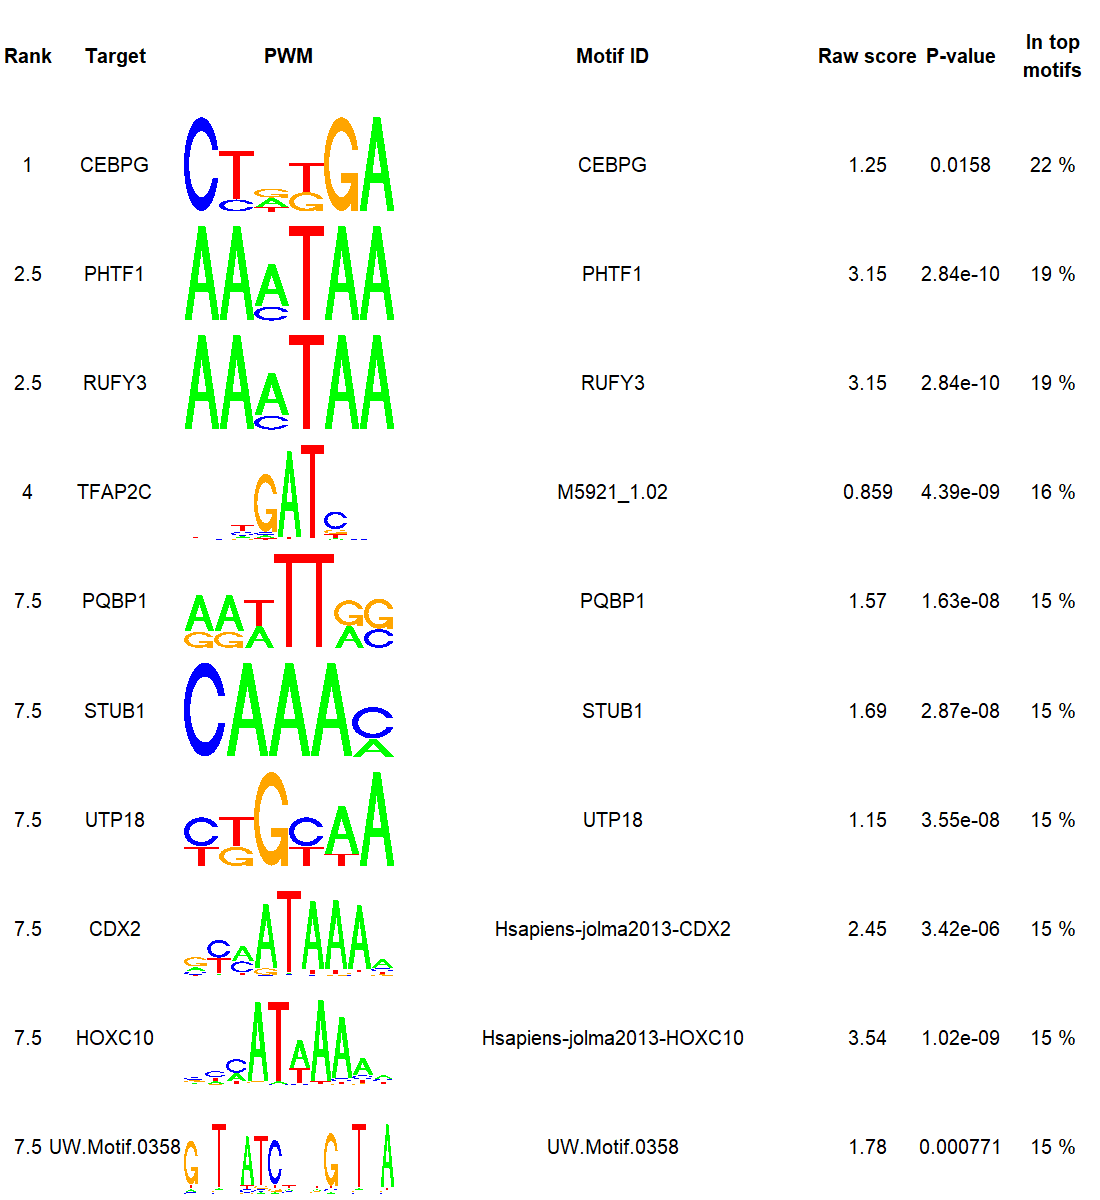 Rank Target PWM Motif ID Raw score P-value In top motifs
1 CEBPG CEBPG 1.25 0.0158 22 %
2.5 PHTF1 PHTF1 3.15 2.84e-10 19 %
2.5 RUFY3 RUFY3 3.15 2.84e-10 19 %
4 TFAP2C M5921_1.02 0.859 4.39e-09 16 %
7.5 PQBP1 PQBP1 1.57 1.63e-08 15 %
7.5 STUB1 STUB1 1.69 2.87e-08 15 %
7.5 UTP18 UTP18 1.15 3.55e-08 15 %
7.5 CDX2 Hsapiens-jolma2013-CDX2 2.45 3.42e-06 15 %
7.5 HOXC10 Hsapiens-jolma2013-HOXC10 3.54 1.02e-09 15 %
7.5 UW.Motif.0358 UW.Motif.0358 1.78 0.000771 15 %